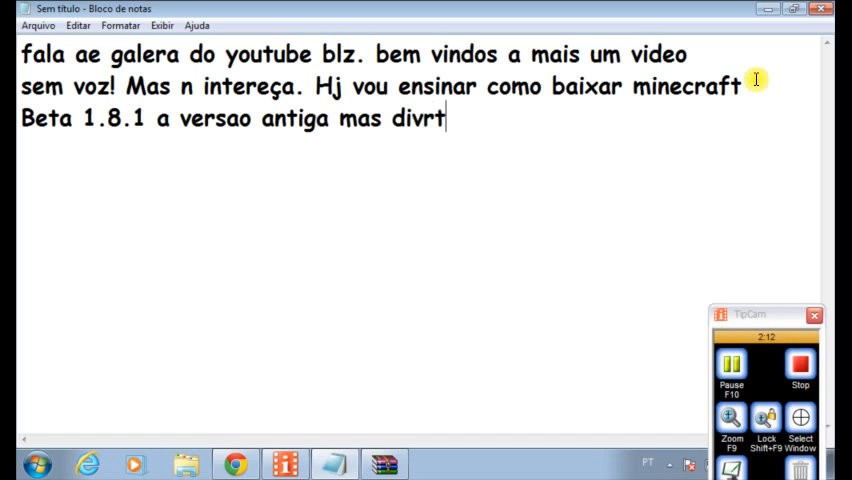 Sem título - Bloco de notas
Arquivo Editar Formatar Exibir Ajuda
fala ae galera do youtube blz. bem vindos a mais um video
sem voz! Mas n intereça. Hj vou ensinar como baixar minecraft
Beta 1.8.1 a versao antiga mas divrt
TipCam
2:12
Pause
F10
Stop
Zoom
F9
Lock
Shift+F9
Select
Window
PT